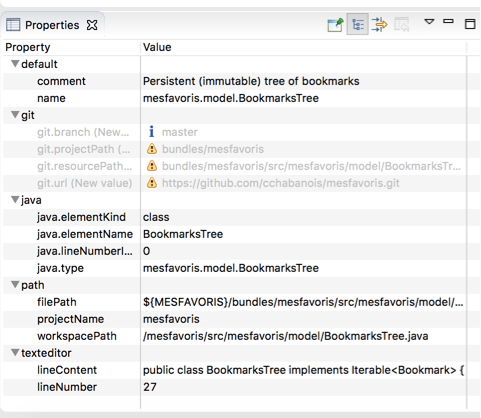 Properties
Property Value
default
comment Persistent (immutable) tree of bookmarks
name mesfavoris.model.BookmarksTree
git
git.branch (New... master
git.projectPath (... bundles/mesfavoris
git.resourcePath... bundles/mesfavoris/src/mesfavoris/model/BookmarksTr...
git.url (New value) https://github.com/cchabanois/mesfavoris.git
java
java.elementKind class
java.elementName BookmarksTree
java.lineNumberI... 0
java.type mesfavoris.model.BookmarksTree
path
filePath ${MESFAVORIS}/bundles/mesfavoris/src/mesfavoris/model/...
projectName mesfavoris
workspacePath /mesfavoris/src/mesfavoris/model/BookmarksTree.java
texteditor
lineContent public class BookmarksTree implements Iterable<Bookmark> {
lineNumber 27